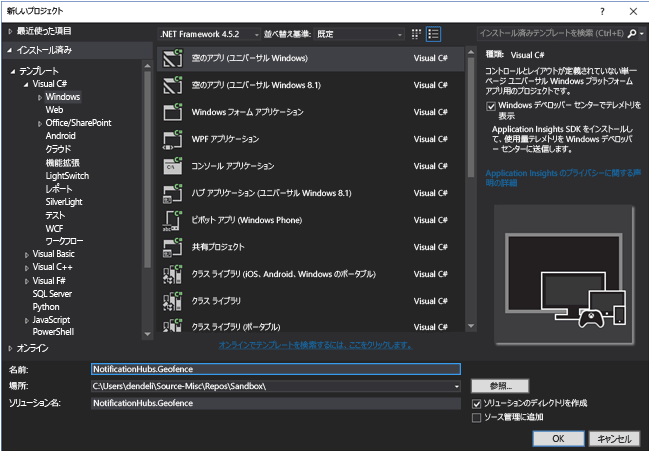 新しいプロジェクト
? ×
▷ 最近使った項目
◢ インストール済み
◢ テンプレート
◢ Visual C#
▷ Windows
Web
▷ Office/SharePoint
Android
クラウド
機能拡張
LightSwitch
レポート
SilverLight
テスト
WCF
ワークフロー
▷ Visual Basic
▷ Visual C++
▷ Visual F#
SQL Server
Python
▷ JavaScript
PowerShell
▷ オンライン
.NET Framework 4.5.2 並べ替え基準: 既定
空のアプリ (ユニバーサル Windows) Visual C#
空のアプリ (ユニバーサル Windows 8.1) Visual C#
Windows フォーム アプリケーション Visual C#
WPF アプリケーション Visual C#
コンソール アプリケーション Visual C#
ハブ アプリケーション (ユニバーサル Windows 8.1) Visual C#
ピボット アプリ (Windows Phone) Visual C#
共有プロジェクト Visual C#
クラス ライブラリ (iOS、Android、Windows のポータブル) Visual C#
クラス ライブラリ Visual C#
クラス ライブラリ (ポータブル) Visual C#
オンラインでテンプレートを検索するには、ここをクリックします。
インストール済みテンプレートを検索 (Ctrl+E)
種類: Visual C#
コントロールとレイアウトが定義されていない単一
ページ ユニバーサル Windows プラットフォーム
アプリ用のプロジェクトです。
Windows デベロッパー センターでテレメトリを
表示
Application Insights SDK をインストールし
て、使用量テレメトリを Windows デベロッパ
ー センターに送信します。
Application Insights のプライバシーに関する声
明の詳細
名前: NotificationHubs.Geofence
場所: C:\Users\dendeli\Source-Misc\Repos\Sandbox\ 参照...
ソリューション名: NotificationHubs.Geofence
ソリューションのディレクトリを作成
ソース管理に追加
OK キャンセル